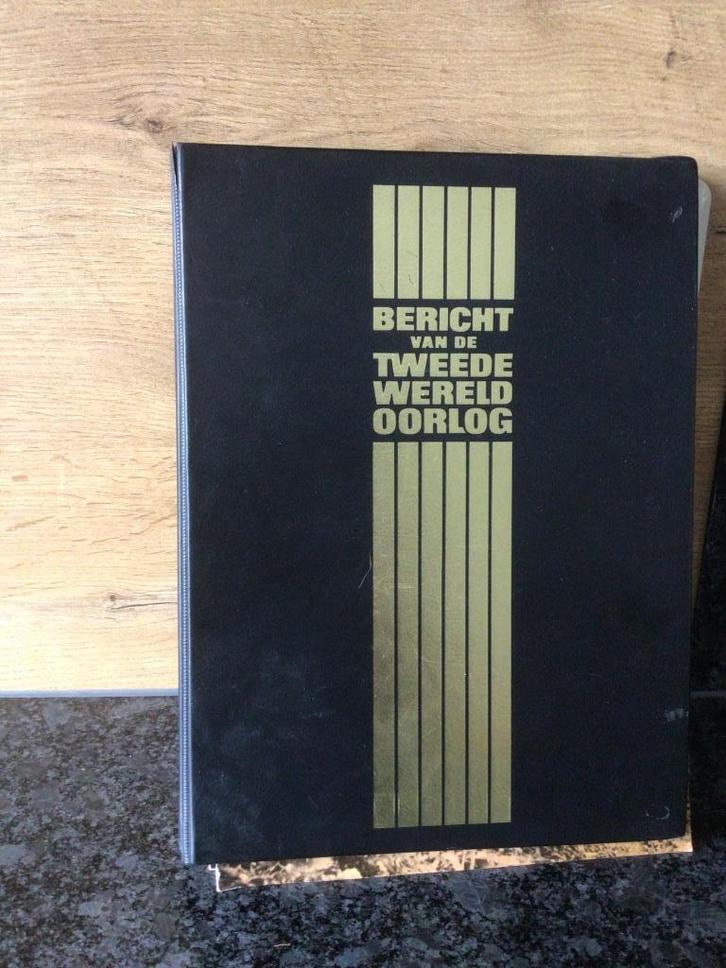 BERICHT
VAN DE
TWEEDE
WERELD
OORLOG